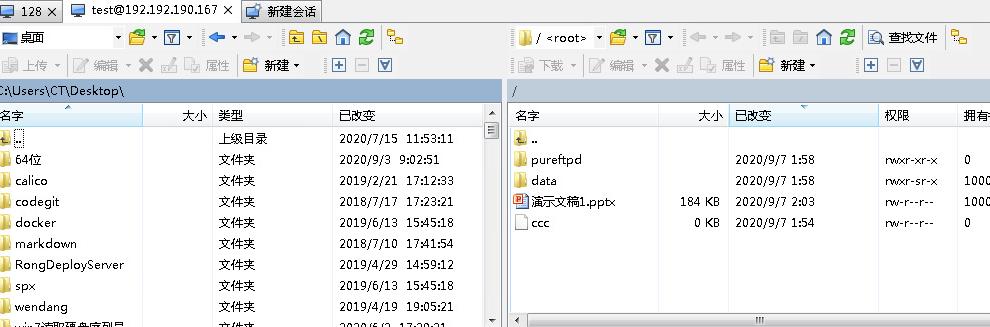 128 × test@192.192.190.167 × 新建会话
桌面
/ <root> 查找文件
上传 编辑 属性 新建
下载 编辑 属性 新建
C:\Users\CT\Desktop\
/
名字 大小 类型 已改变
.. 上级目录 2020/7/15 11:53:11
64位 文件夹 2020/9/3 9:02:51
calico 文件夹 2019/2/21 17:12:33
codegit 文件夹 2018/7/17 17:23:21
docker 文件夹 2019/6/13 15:45:18
markdown 文件夹 2018/7/10 17:41:54
RongDeployServer 文件夹 2019/4/29 14:59:12
spx 文件夹 2019/6/13 15:45:18
wendang 文件夹 2019/4/19 19:05:21
名字 大小 已改变 权限 拥有
..
pureftpd 2020/9/7 1:58 rwxr-xr-x 0
data 2020/9/7 1:58 rwxr-sr-x 1000
演示文稿1.pptx 184 KB 2020/9/7 2:03 rw-r--r-- 1000
ccc 0 KB 2020/9/7 1:54 rw-r--r-- 0